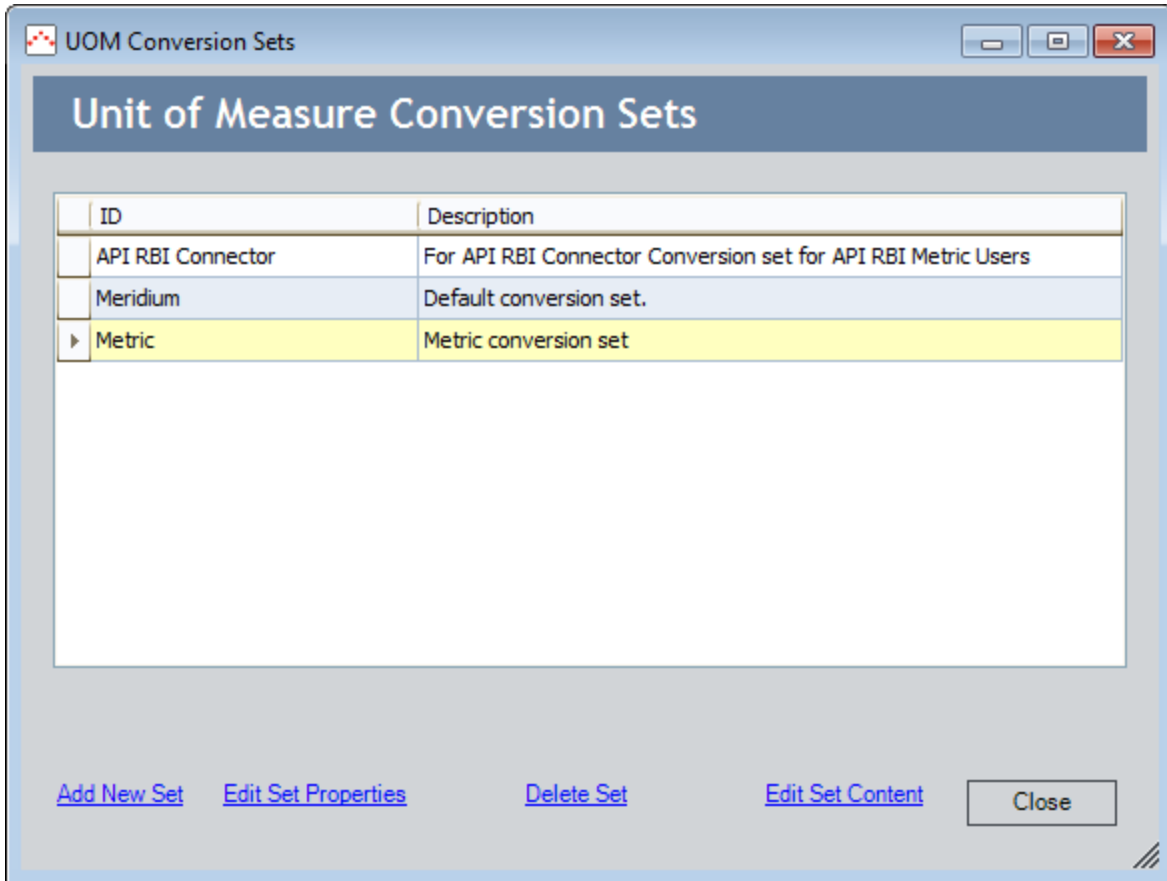 UOM Conversion Sets
Unit of Measure Conversion Sets
ID Description
API RBI Connector For API RBI Connector Conversion set for API RBI Metric Users
Meridium Default conversion set.
Metric Metric conversion set
Add New Set Edit Set Properties Delete Set Edit Set Content Close